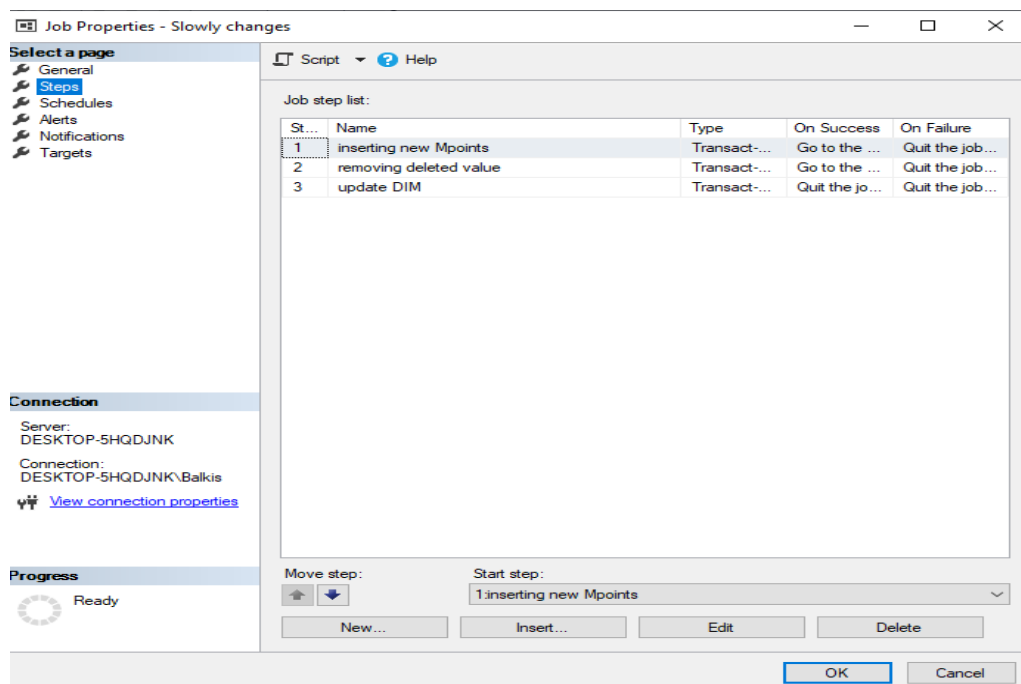 Job Properties - Slowly changes
Select a page
General
Steps
Schedules
Alerts
Notifications
Targets
Script Help
Job step list:
St... Name Type On Success On Failure
1 inserting new Mpoints Transact-... Go to the ... Quit the job...
2 removing deleted value Transact-... Go to the ... Quit the job...
3 update DIM Transact-... Quit the jo... Quit the job...
Connection
Server:
DESKTOP-5HQDJNK
Connection:
DESKTOP-5HQDJNK\Balkis
View connection properties
Progress
Ready
Move step: Start step:
1:inserting new Mpoints
New... Insert... Edit Delete
OK Cancel